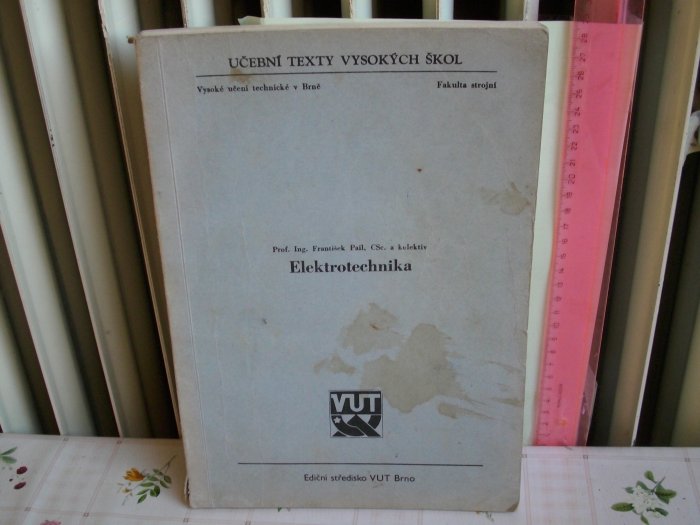 UČEBNÍ TEXTY VYSOKÝCH ŠKOL
Vysoké učení technické v Brně
Fakulta strojní
Prof. Ing. František Pail, CSc. a kolektiv
Elektrotechnika
VUT
Ediční středisko VUT Brno